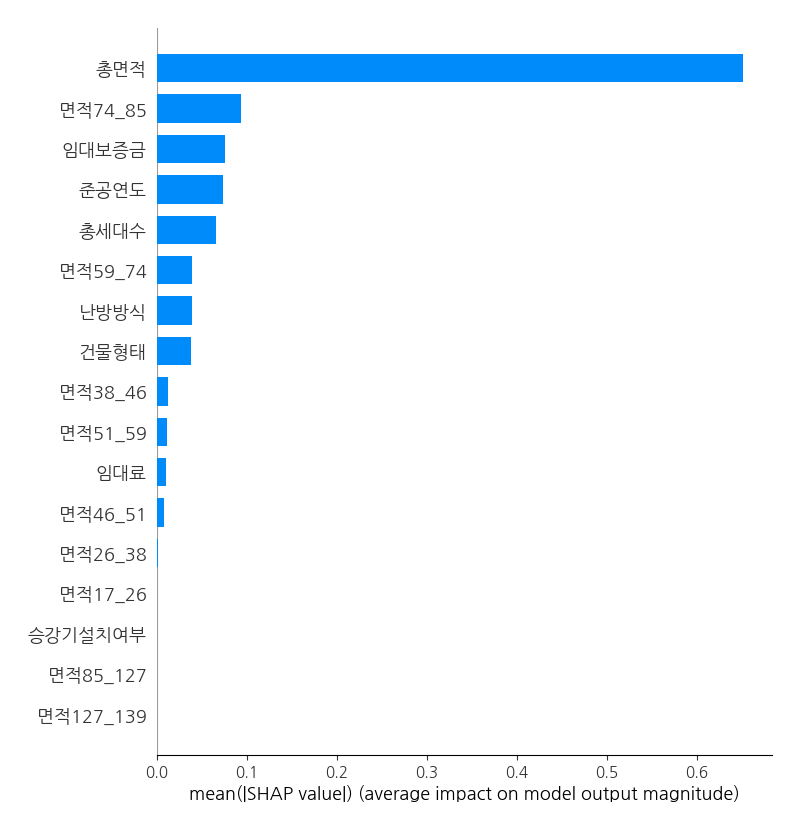 총면적
면적74_85
임대보증금
준공연도
총세대수
면적59_74
난방방식
건물형태
면적38_46
면적51_59
임대료
면적46_51
면적26_38
면적17_26
승강기설치여부
면적85_127
면적127_139
0.0 0.1 0.2 0.3 0.4 0.5 0.6
mean(|SHAP value|) (average impact on model output magnitude)